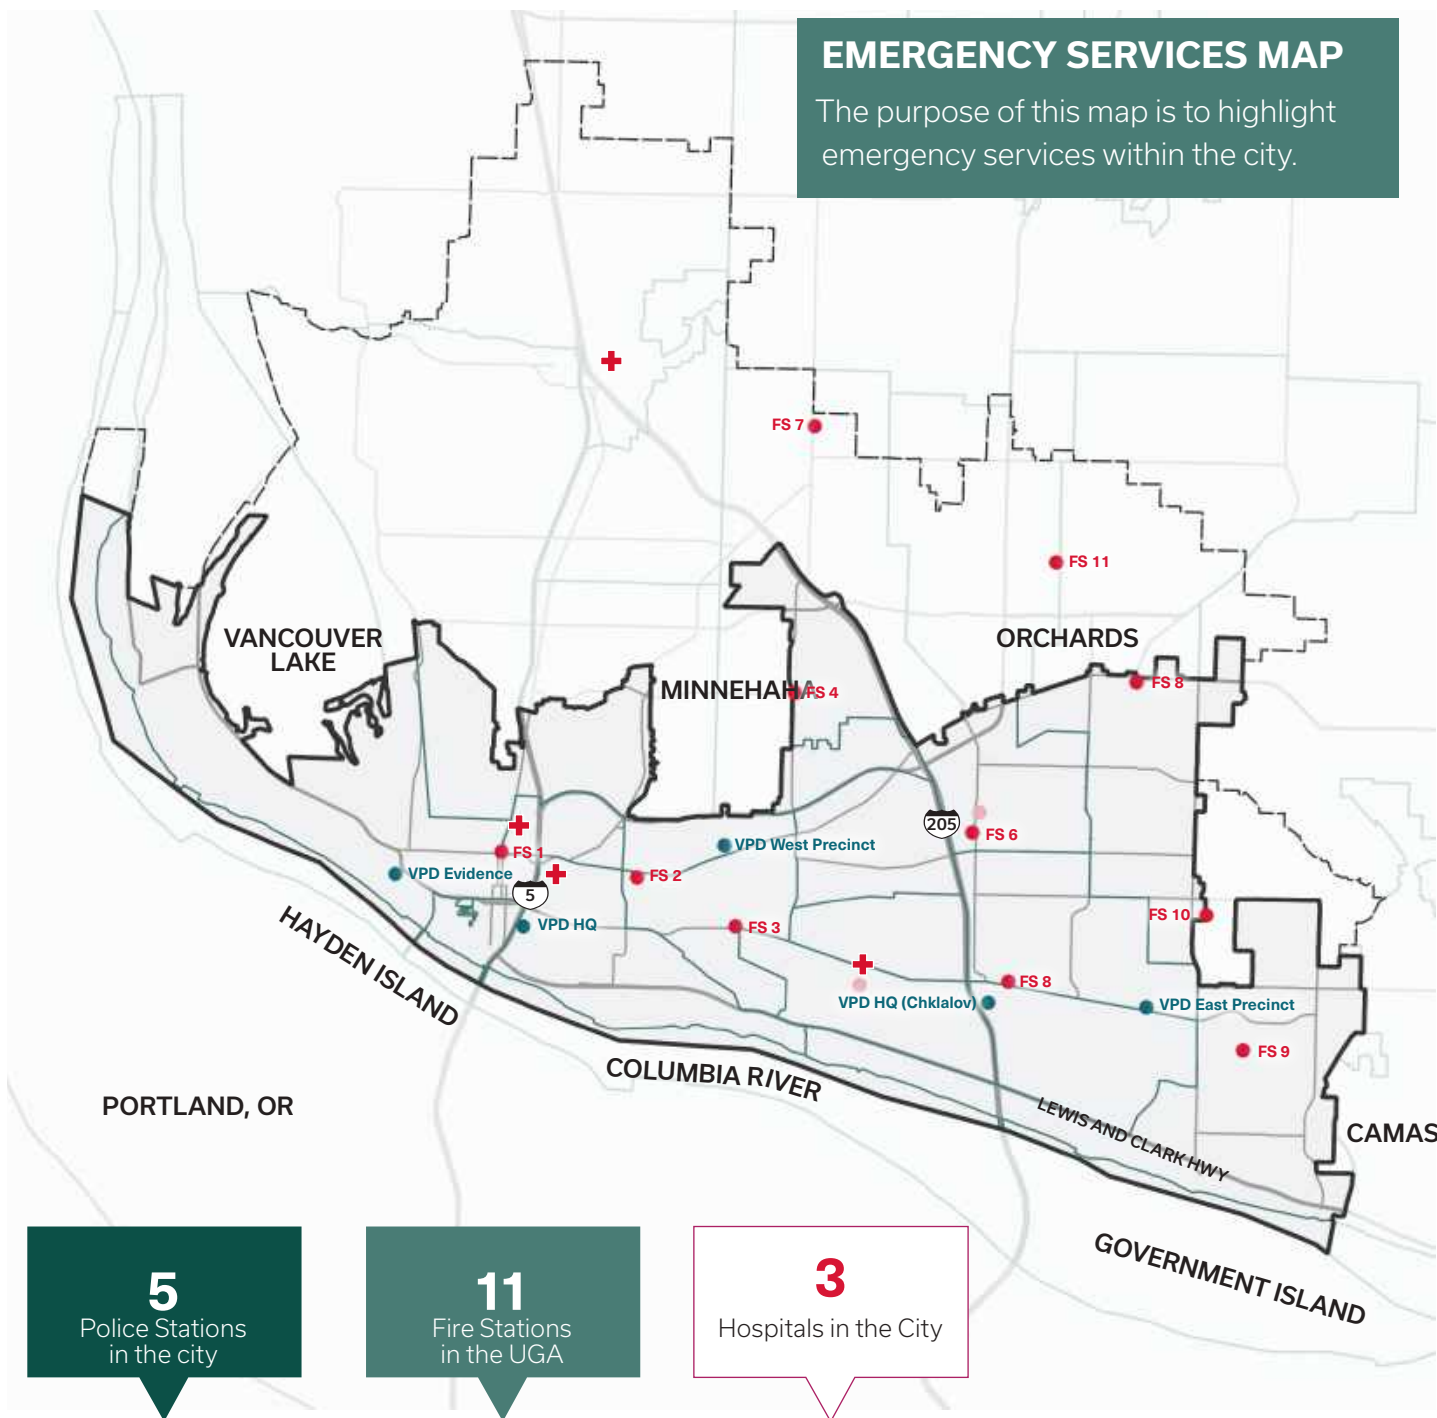 EMERGENCY SERVICES MAP
The purpose of this map is to highlight
emergency services within the city.
FS 7
FS 11
VANCOUVER
LAKE
ORCHARDS
MINNEHAHA
FS 4
FS 8
205
FS 6
FS 1
VPD West Precinct
VPD Evidence
FS 2
5
FS 10
VPD HQ
FS 3
HAYDEN ISLAND
FS 8
VPD HQ (Chklalov)
VPD East Precinct
FS 9
COLUMBIA RIVER
PORTLAND, OR
LEWIS AND CLARK HWY
CAMAS
GOVERNMENT ISLAND
5
Police Stations
in the city
11
Fire Stations
in the UGA
3
Hospitals in the City